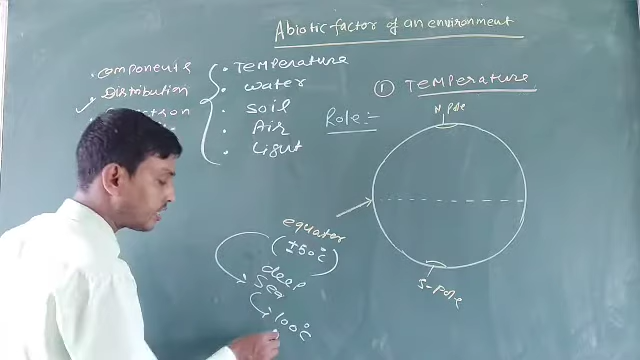 Abiotic factor of an environment
. components
. Distribution
. Temperature
. water
. Soil
. Air
. Light
① Temperature
Role:-
N Pole
equator
(±50°C)
deep
Sea
100°C
S-Pole